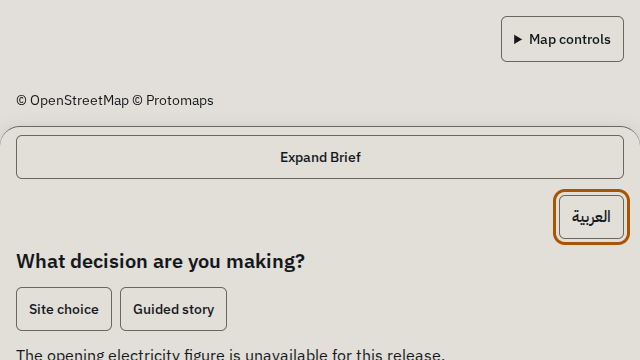 ▶ Map controls
© OpenStreetMap © Protomaps
Expand Brief
العربية
What decision are you making?
Site choice
Guided story
The opening electricity figure is unavailable for this release.